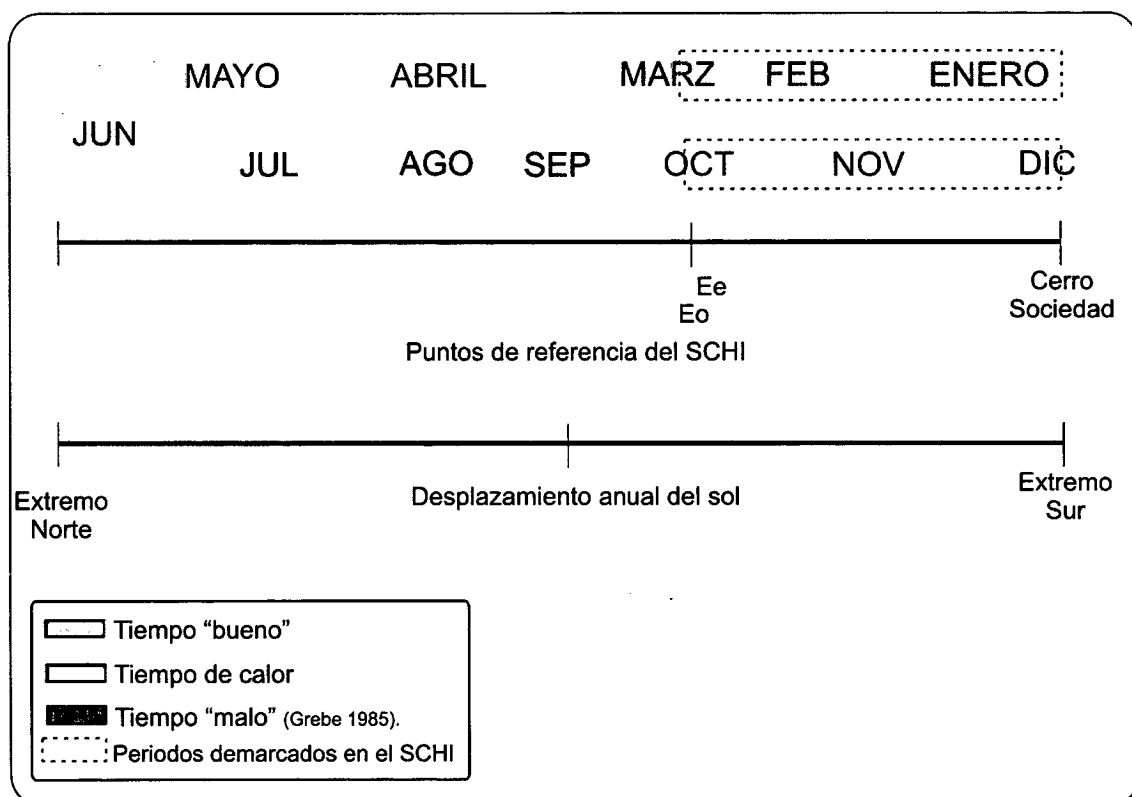 MAYO ABRIL MARZ FEB ENERO
JUN
JUL AGO SEP OCT NOV DIC
Ee
Eo
Cerro
Sociedad
Puntos de referencia del SCHI
Extremo
Norte
Desplazamiento anual del sol
Extremo
Sur
Tiempo “bueno”
Tiempo de calor
Tiempo “malo” (Grebe 1985).
Periodos demarcados en el SCHI